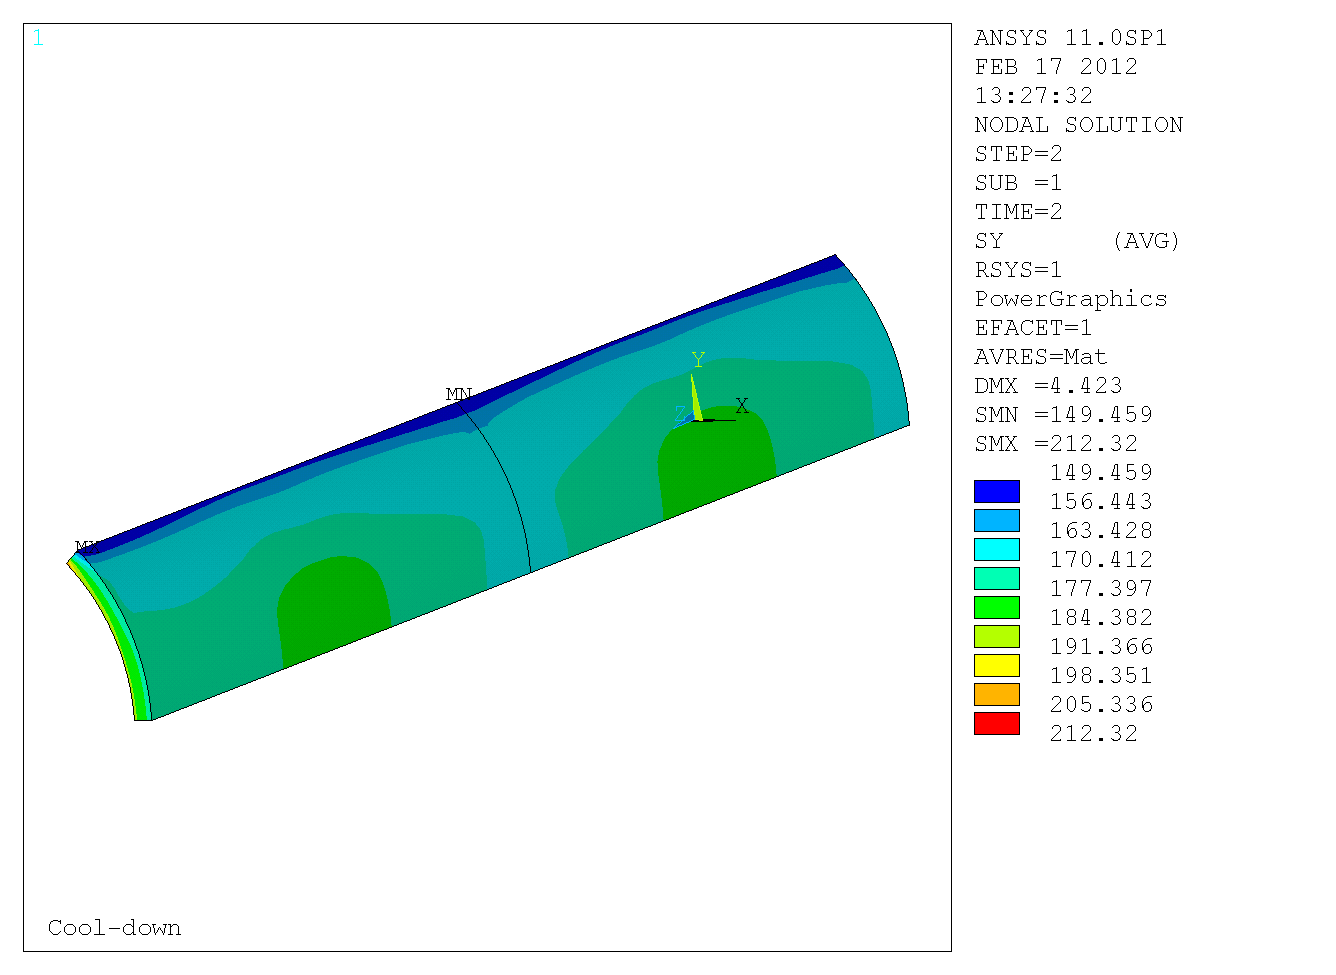 1
ANSYS 11.0SP1
FEB 17 2012
13:27:32
NODAL SOLUTION
STEP=2
SUB =1
TIME=2
SY (AVG)
RSYS=1
PowerGraphics
EFACET=1
AVRES=Mat
DMX =4.423
SMN =149.459
SMX =212.32
149.459
156.443
163.428
170.412
177.397
184.382
191.366
198.351
205.336
212.32
Y
MN
Z X
MX
Cool-down